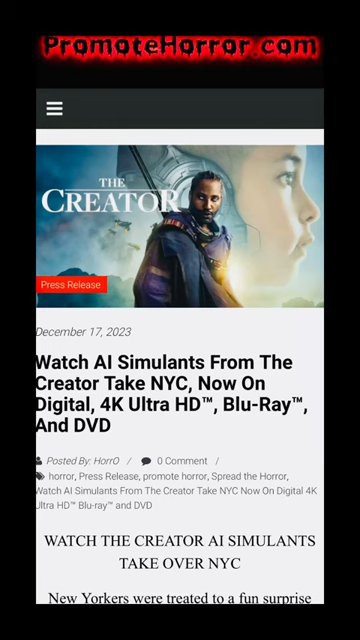 PromoteHorror.com
THE
CREATOR
Press Release
December 17, 2023
Watch AI Simulants From The
Creator Take NYC, Now On
Digital, 4K Ultra HD™, Blu-Ray™,
And DVD
Posted By: HorrO / 0 Comment /
horror, Press Release, promote horror, Spread the Horror,
Watch AI Simulants From The Creator Take NYC Now On Digital 4K
Ultra HD™ Blu-ray™ and DVD
WATCH THE CREATOR AI SIMULANTS
TAKE OVER NYC
New Yorkers were treated to a fun surprise